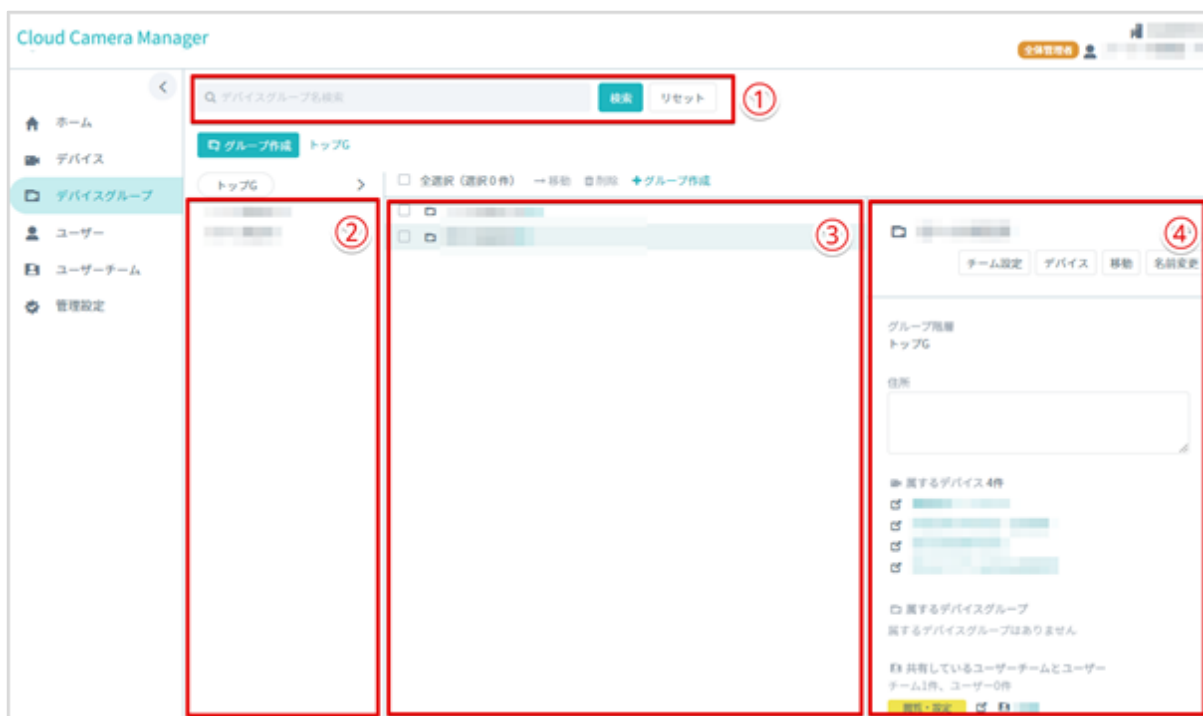 Cloud Camera Manager
全体管理者
デバイスグループ名検索 検索 リセット ①
ホーム
デバイス
デバイスグループ
ユーザー
ユーザーチーム
管理設定
グループ作成 トップG
トップG
全選択（選択0件） →移動 削除 +グループ作成
②
③
④
チーム設定 デバイス 移動 名前変更
グループ階層
トップG
住所
属するデバイス 4件
属するデバイスグループ
属するデバイスグループはありません
共有しているユーザーチームとユーザー
チーム1件、ユーザー0件
閲覧・設定